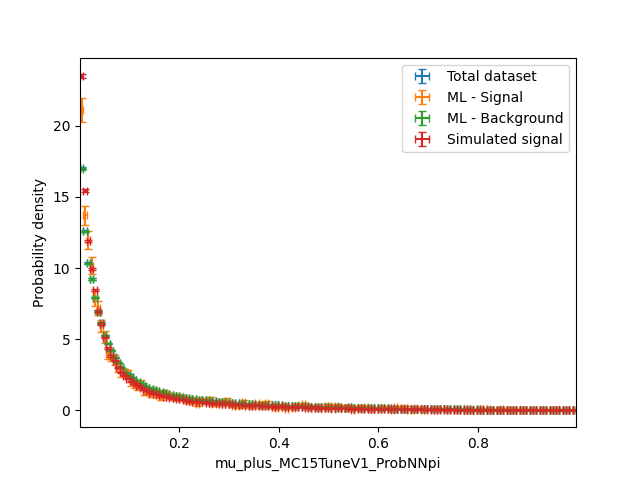 Total dataset
ML - Signal
ML - Background
Simulated signal
Probability density
20
15
10
5
0
0.2 0.4 0.6 0.8
mu_plus_MC15TuneV1_ProbNNpi